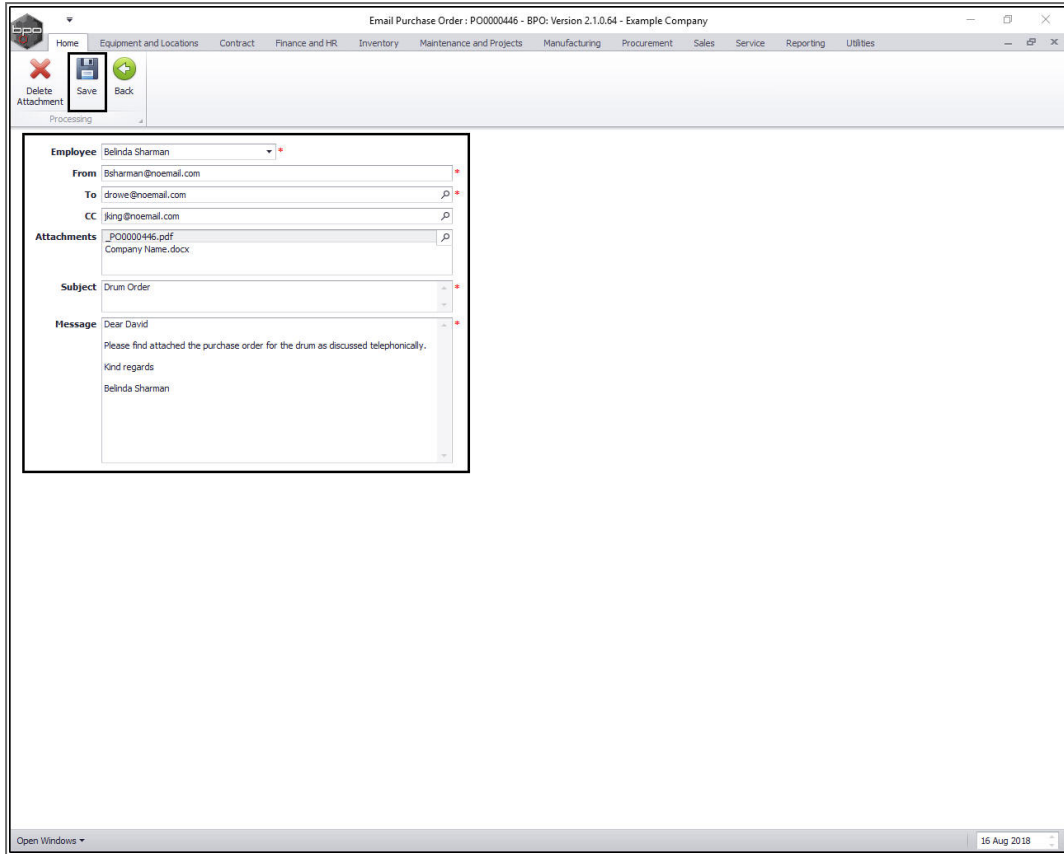 Email Purchase Order : PO0000446 - BPO: Version 2.1.0.64 - Example Company
bpo
Home Equipment and Locations Contract Finance and HR Inventory Maintenance and Projects Manufacturing Procurement Sales Service Reporting Utilities
Delete Attachment Save Back
Processing
Employee Belinda Sharman *
From Bsharman@noemail.com *
To drowe@noemail.com *
CC jking@noemail.com
Attachments _PO0000446.pdf
Company Name.docx
Subject Drum Order *
Message Dear David *
Please find attached the purchase order for the drum as discussed telephonically.
Kind regards
Belinda Sharman
Open Windows 16 Aug 2018